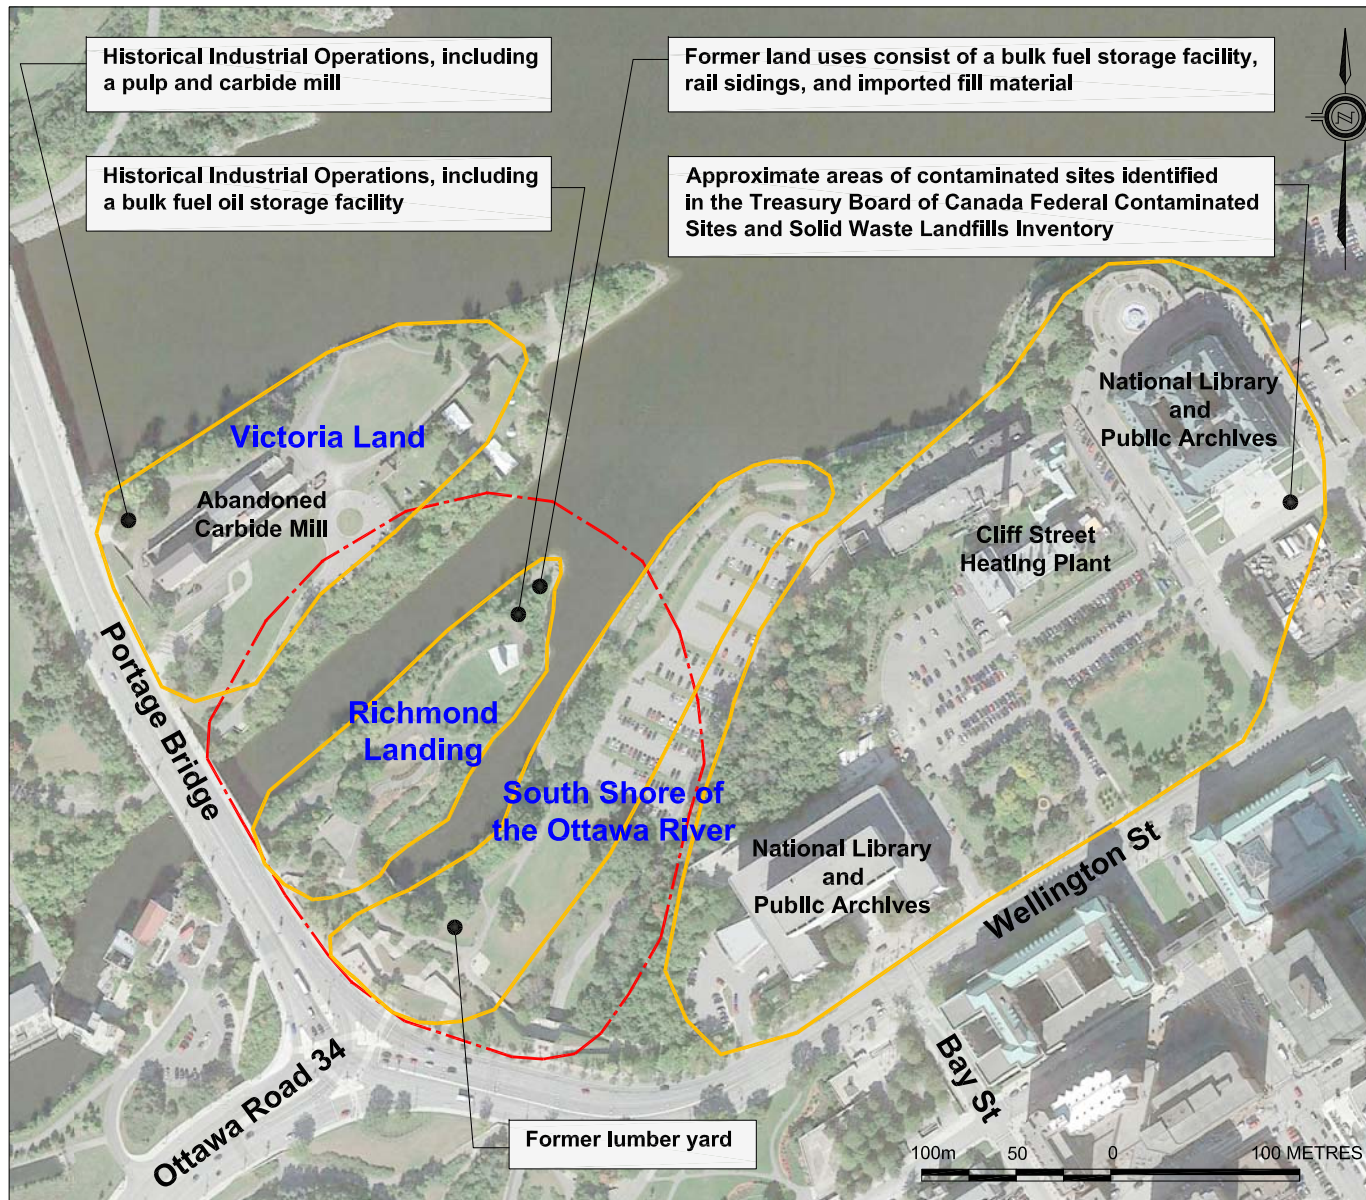 Historical Industrial Operations, including
a pulp and carbide mill
Former land uses consist of a bulk fuel storage facility,
rail sidings, and imported fill material
N
Historical Industrial Operations, including
a bulk fuel oil storage facility
Approximate areas of contaminated sites identified
in the Treasury Board of Canada Federal Contaminated
Sites and Solid Waste Landfills Inventory
National Library
and
Public Archives
Victoria Land
Abandoned
Carbide Mill
Cliff Street
Heating Plant
Portage Bridge
Richmond
Landing
South Shore of
the Ottawa River
National Library
and
Public Archives
Wellington St
Bay St
Ottawa Road 34
Former lumber yard
100m 50 0 100 METRES